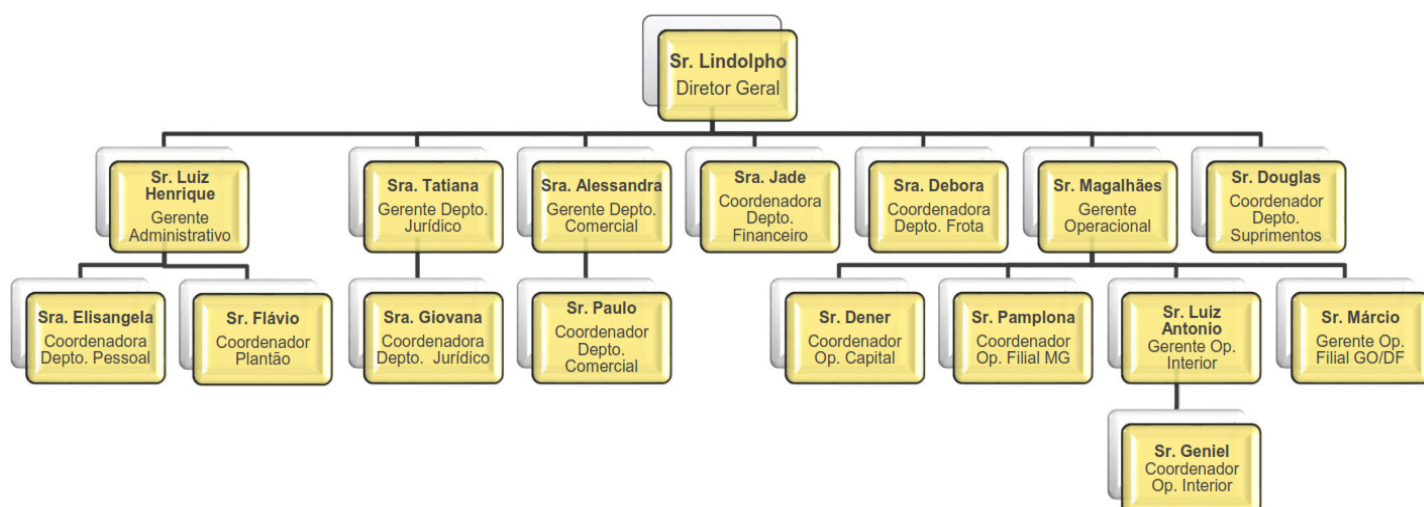 Sr. Lindolpho
Diretor Geral
Sr. Luiz
Henrique
Gerente
Administrativo
Sra. Tatiana
Gerente Depto.
Jurídico
Sra. Alessandra
Gerente Depto.
Comercial
Sra. Jade
Coordenadora
Depto.
Financeiro
Sra. Debora
Coordenadora
Depto. Frota
Sr. Magalhães
Gerente
Operacional
Sr. Douglas
Coordenador
Depto.
Suprimentos
Sra. Elisangela
Coordenadora
Depto. Pessoal
Sr. Flávio
Coordenador
Plantão
Sra. Giovana
Coordenadora
Depto. Jurídico
Sr. Paulo
Coordenador
Depto.
Comercial
Sr. Dener
Coordenador
Op. Capital
Sr. Pamplona
Coordenador
Op. Filial MG
Sr. Luiz
Antonio
Gerente Op.
Interior
Sr. Márcio
Gerente Op.
Filial GO/DF
Sr. Geniel
Coordenador
Op. Interior